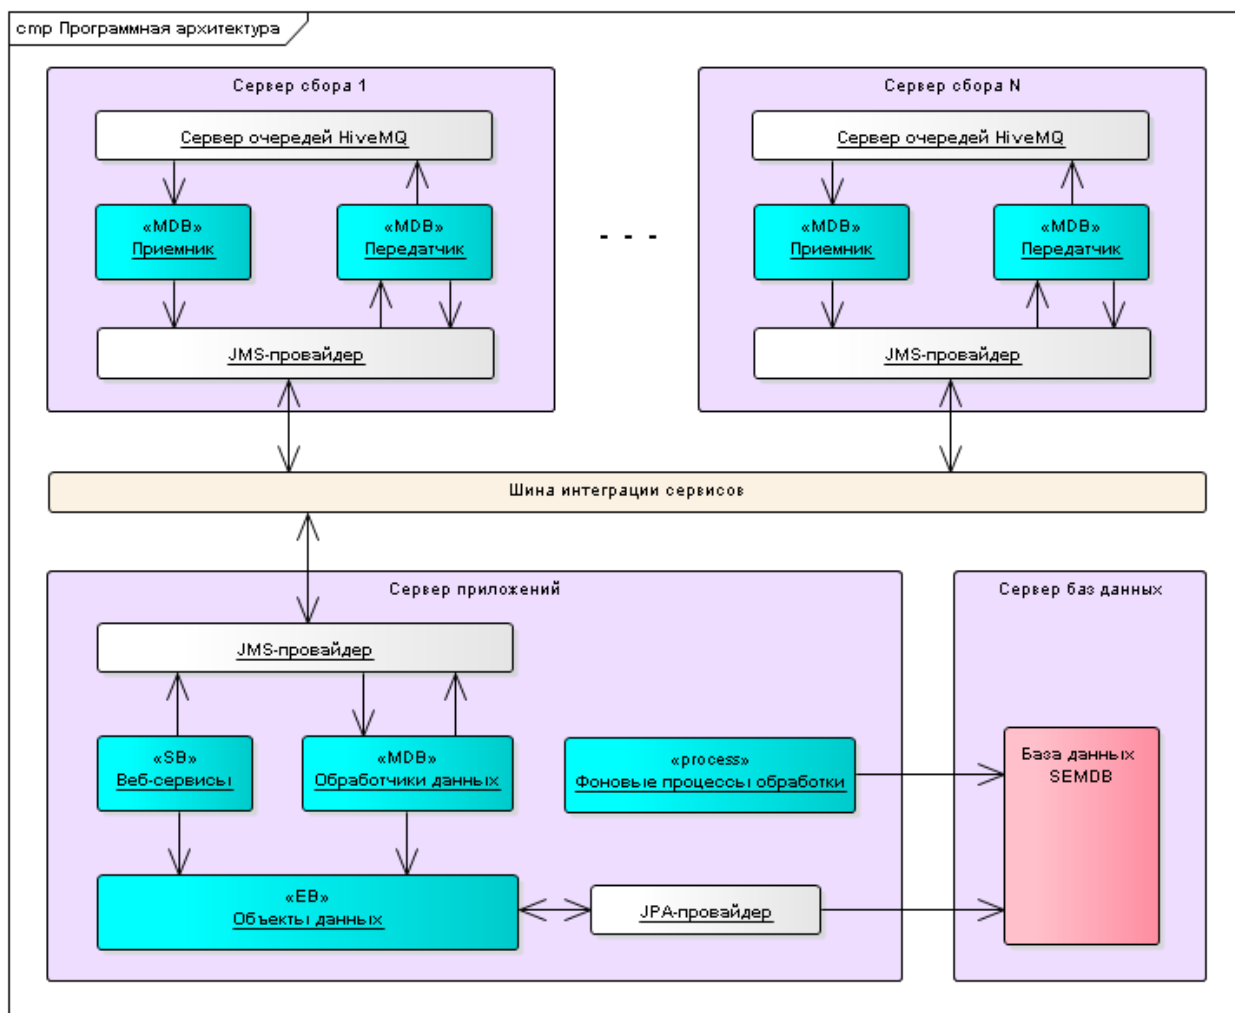 cmp Программная архитектура
Сервер сбора 1
Сервер очередей HiveMQ
«MDB»
Приемник
«MDB»
Передатчик
JMS-провайдер
- - -
Сервер сбора N
Сервер очередей HiveMQ
«MDB»
Приемник
«MDB»
Передатчик
JMS-провайдер
Шина интеграции сервисов
Сервер приложений
JMS-провайдер
«SB»
Веб-сервисы
«MDB»
Обработчики данных
«process»
Фоновые процессы обработки
«EB»
Объекты данных
JPA-провайдер
Сервер баз данных
База данных
SEMDB